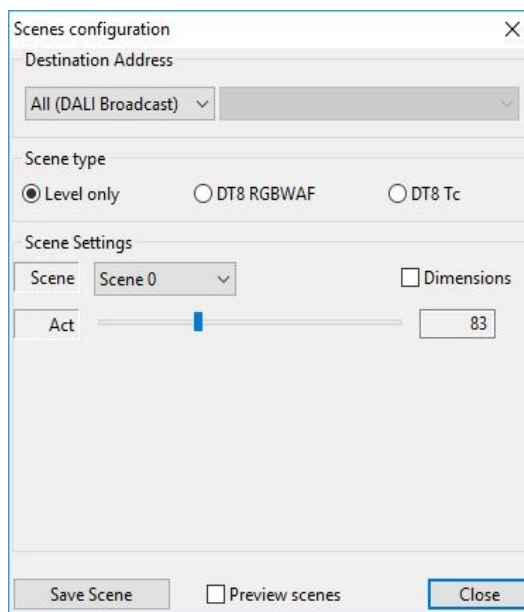 Scenes configuration
Destination Address
All (DALI Broadcast)
Scene type
Level only DT8 RGBWAF DT8 Tc
Scene Settings
Scene Scene 0 Dimensions
Act 83
Save Scene Preview scenes Close